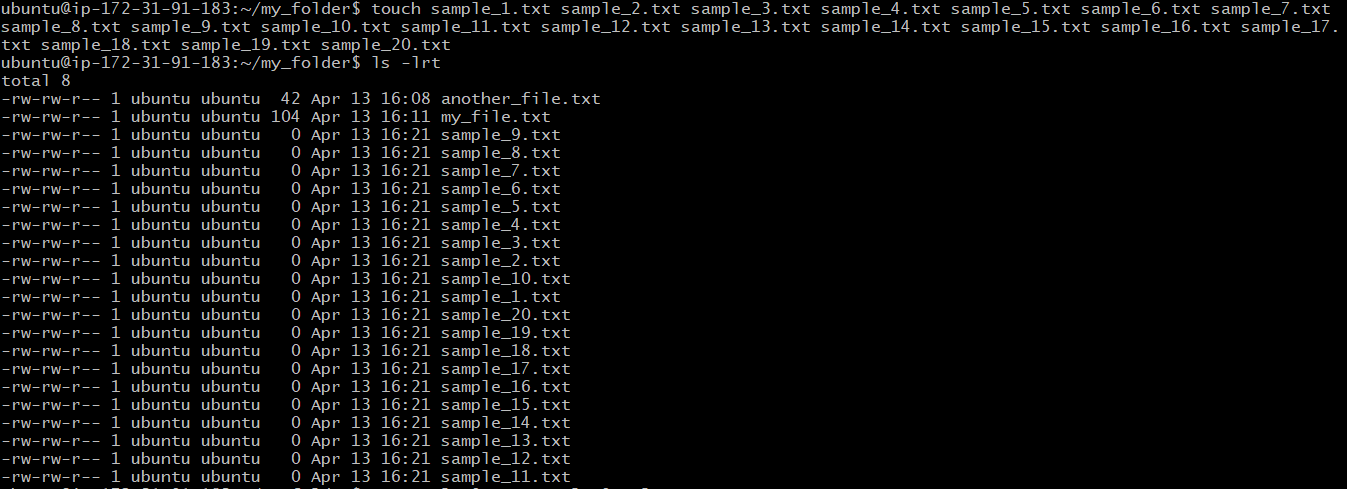 ubuntu@ip-172-31-91-183:~/my_folder$ touch sample_1.txt sample_2.txt sample_3.txt sample_4.txt sample_5.txt sample_6.txt sample_7.txt
sample_8.txt sample_9.txt sample_10.txt sample_11.txt sample_12.txt sample_13.txt sample_14.txt sample_15.txt sample_16.txt sample_17.
txt sample_18.txt sample_19.txt sample_20.txt
ubuntu@ip-172-31-91-183:~/my_folder$ ls -lrt
total 8
-rw-rw-r-- 1 ubuntu ubuntu  42 Apr 13 16:08 another_file.txt
-rw-rw-r-- 1 ubuntu ubuntu 104 Apr 13 16:11 my_file.txt
-rw-rw-r-- 1 ubuntu ubuntu   0 Apr 13 16:21 sample_9.txt
-rw-rw-r-- 1 ubuntu ubuntu   0 Apr 13 16:21 sample_8.txt
-rw-rw-r-- 1 ubuntu ubuntu   0 Apr 13 16:21 sample_7.txt
-rw-rw-r-- 1 ubuntu ubuntu   0 Apr 13 16:21 sample_6.txt
-rw-rw-r-- 1 ubuntu ubuntu   0 Apr 13 16:21 sample_5.txt
-rw-rw-r-- 1 ubuntu ubuntu   0 Apr 13 16:21 sample_4.txt
-rw-rw-r-- 1 ubuntu ubuntu   0 Apr 13 16:21 sample_3.txt
-rw-rw-r-- 1 ubuntu ubuntu   0 Apr 13 16:21 sample_2.txt
-rw-rw-r-- 1 ubuntu ubuntu   0 Apr 13 16:21 sample_10.txt
-rw-rw-r-- 1 ubuntu ubuntu   0 Apr 13 16:21 sample_1.txt
-rw-rw-r-- 1 ubuntu ubuntu   0 Apr 13 16:21 sample_20.txt
-rw-rw-r-- 1 ubuntu ubuntu   0 Apr 13 16:21 sample_19.txt
-rw-rw-r-- 1 ubuntu ubuntu   0 Apr 13 16:21 sample_18.txt
-rw-rw-r-- 1 ubuntu ubuntu   0 Apr 13 16:21 sample_17.txt
-rw-rw-r-- 1 ubuntu ubuntu   0 Apr 13 16:21 sample_16.txt
-rw-rw-r-- 1 ubuntu ubuntu   0 Apr 13 16:21 sample_15.txt
-rw-rw-r-- 1 ubuntu ubuntu   0 Apr 13 16:21 sample_14.txt
-rw-rw-r-- 1 ubuntu ubuntu   0 Apr 13 16:21 sample_13.txt
-rw-rw-r-- 1 ubuntu ubuntu   0 Apr 13 16:21 sample_12.txt
-rw-rw-r-- 1 ubuntu ubuntu   0 Apr 13 16:21 sample_11.txt